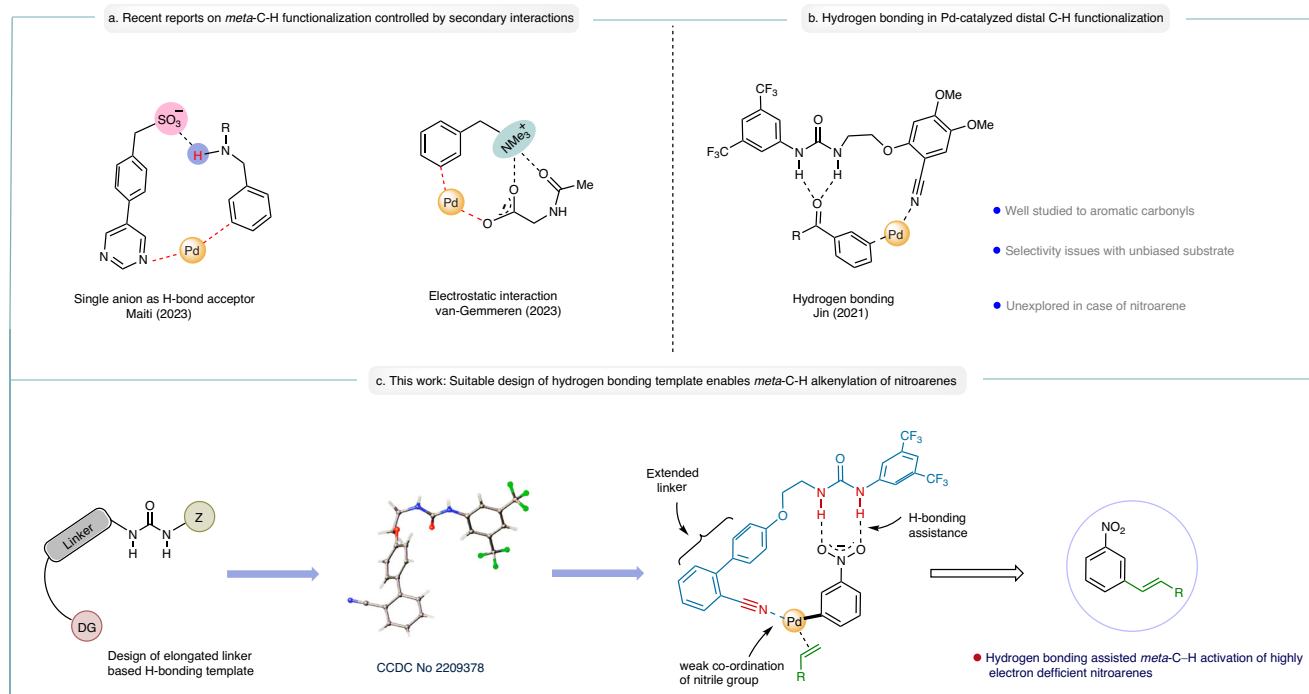 a. Recent reports on meta-C-H functionalization controlled by secondary interactions
b. Hydrogen bonding in Pd-catalyzed distal C-H functionalization
SO3−
R
H
N
N
N
Pd
Single anion as H-bond acceptor
Maiti (2023)
NMe3+
O
O
Me
O
NH
Pd
Electrostatic interaction
van-Gemmeren (2023)
CF3
F3C
O
N
H
N
H
O
OMe
OMe
O
N
R
Pd
Hydrogen bonding
Jin (2021)
Well studied to aromatic carbonyls
Selectivity issues with unbiased substrate
Unexplored in case of nitroarene
c. This work: Suitable design of hydrogen bonding template enables meta-C-H alkenylation of nitroarenes
Linker
O
N
H
N
H
Z
DG
Design of elongated linker
based H-bonding template
CCDC No 2209378
Extended
linker
O
O
N
H
N
H
CF3
CF3
H-bonding
assistance
O
−
O
N
N
Pd
R
weak co-ordination
of nitrile group
NO2
R
Hydrogen bonding assisted meta-C–H activation of highly
electron defficient nitroarenes